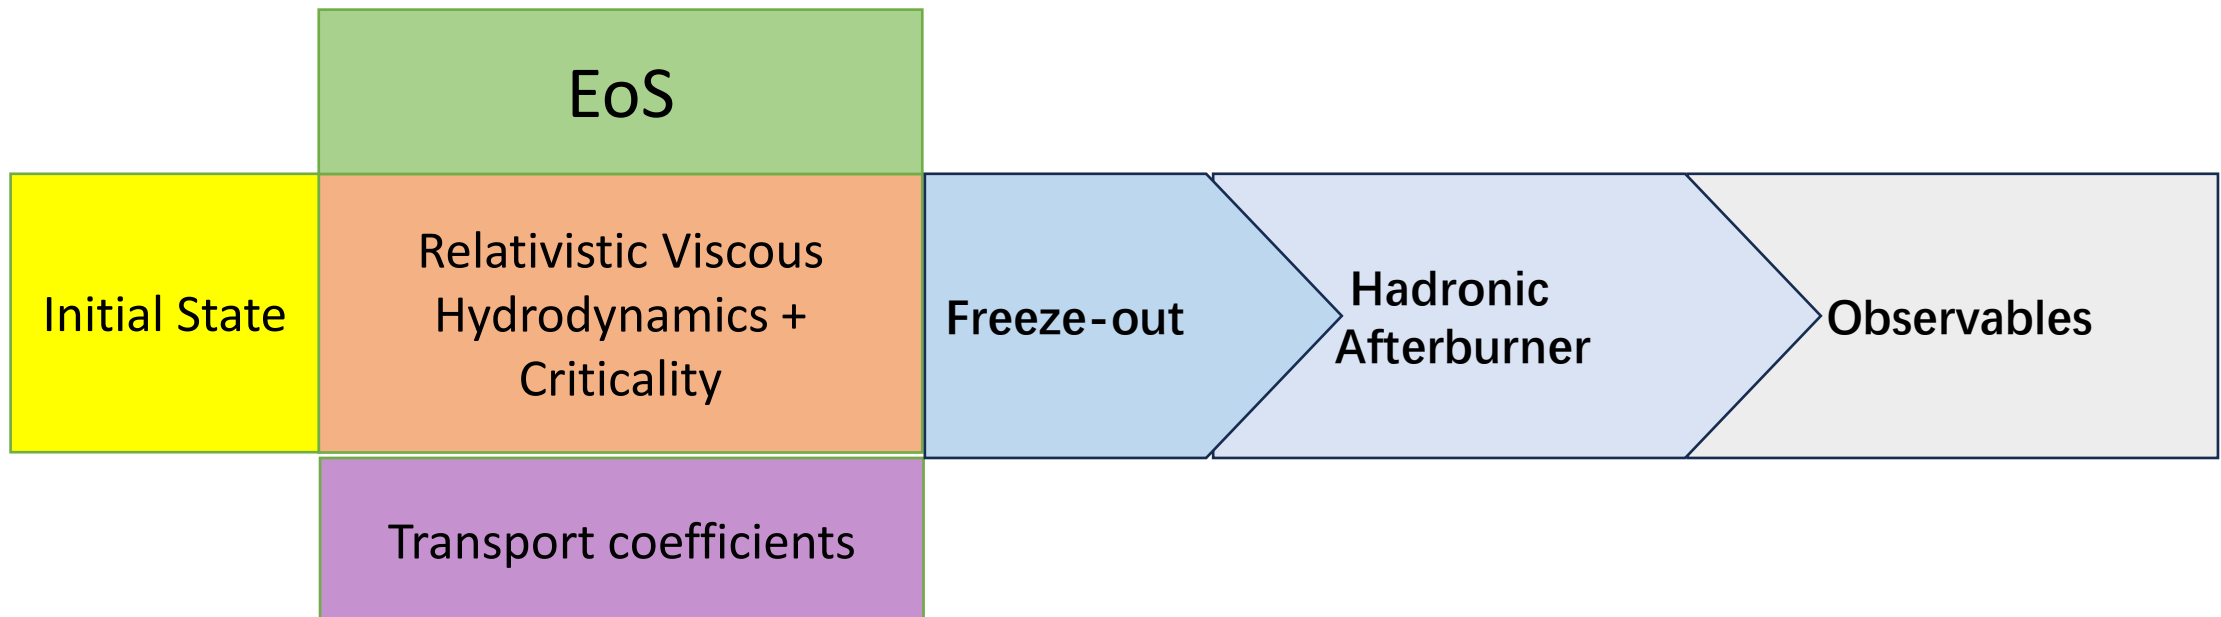 EoS
Initial State
Relativistic Viscous
Hydrodynamics +
Criticality
Freeze-out
Hadronic
Afterburner
Observables
Transport coefficients